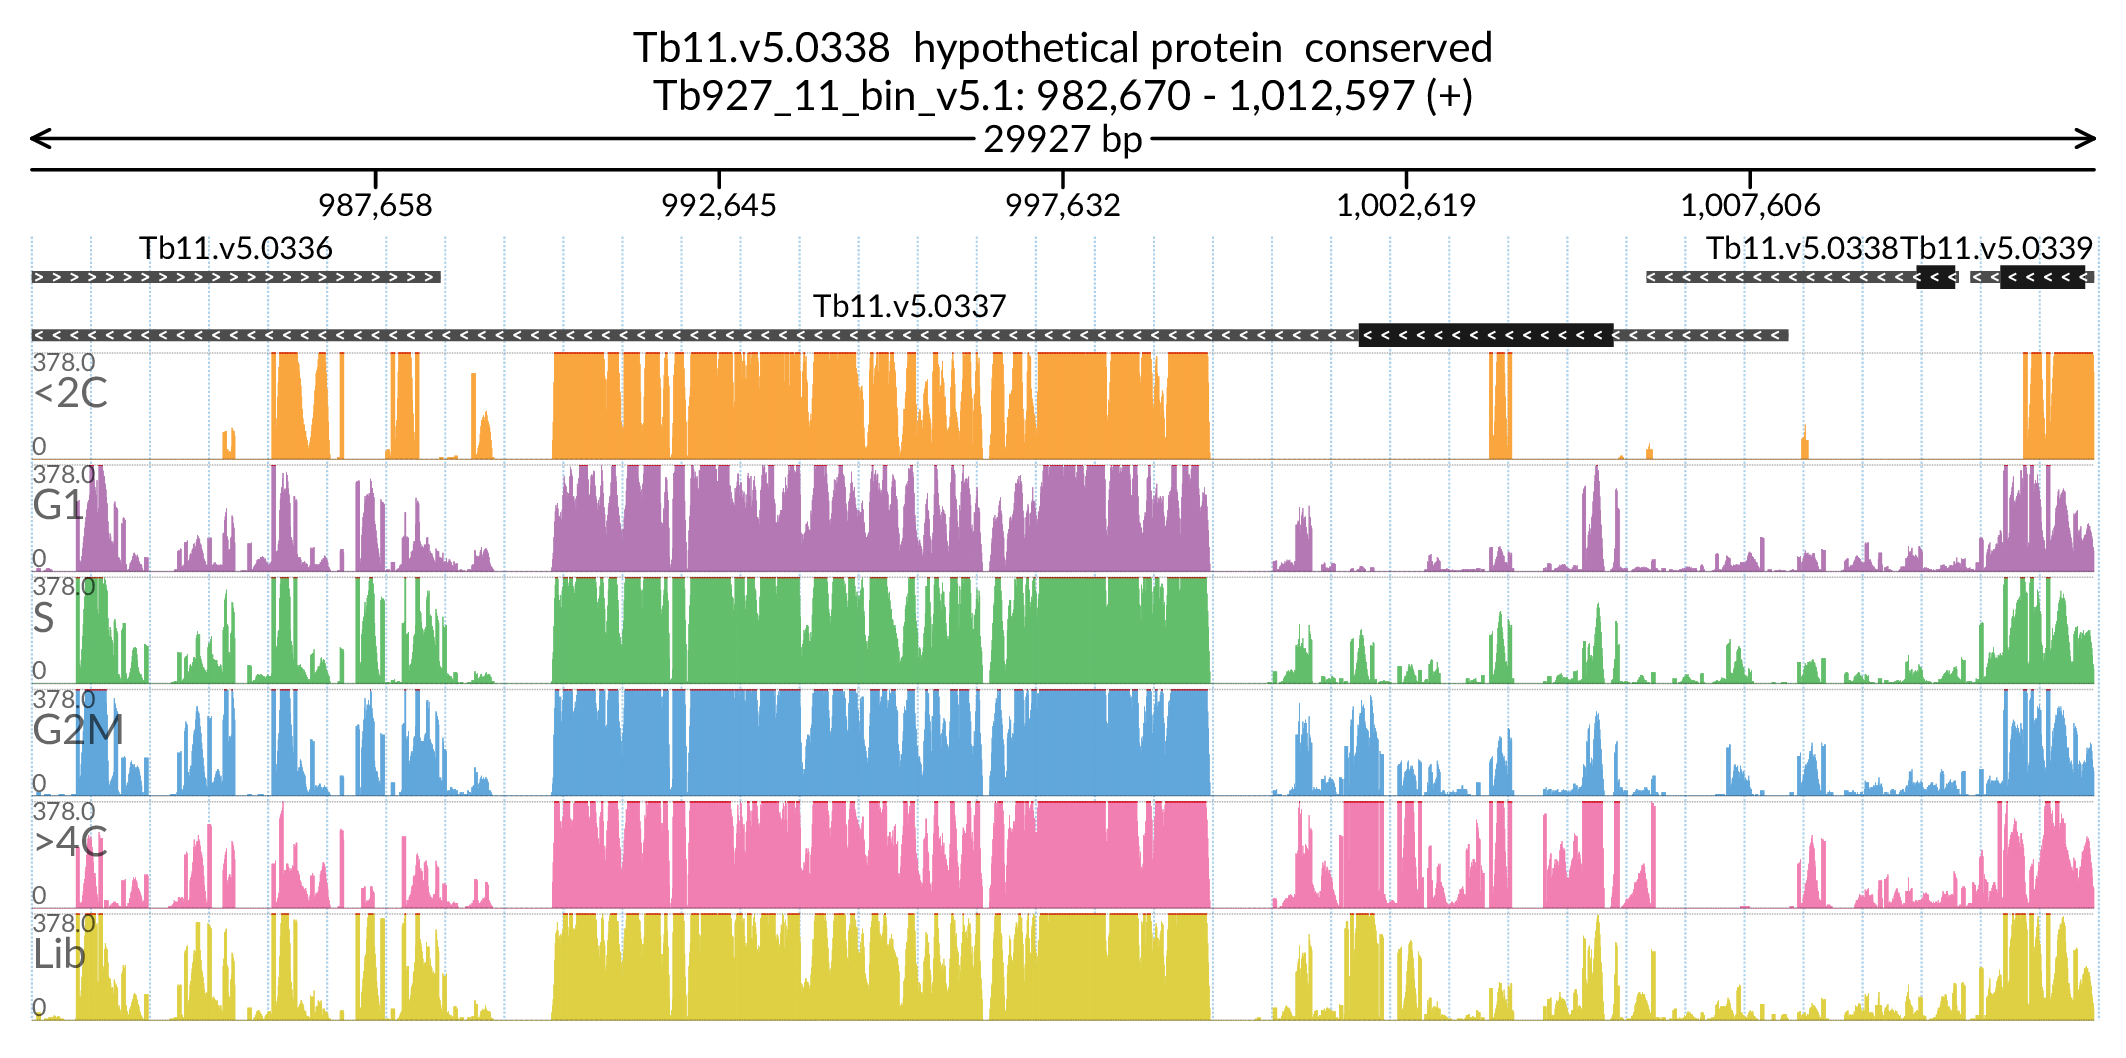 Tb11.v5.0338 hypothetical protein conserved
Tb927_11_bin_v5.1: 982,670 - 1,012,597 (+)
29927 bp
987,658 992,645 997,632 1,002,619 1,007,606
Tb11.v5.0336 Tb11.v5.0338 Tb11.v5.0339
Tb11.v5.0337
378.0
<2C
0
378.0
G1
0
378.0
S
0
378.0
G2M
0
378.0
>4C
0
378.0
Lib
0